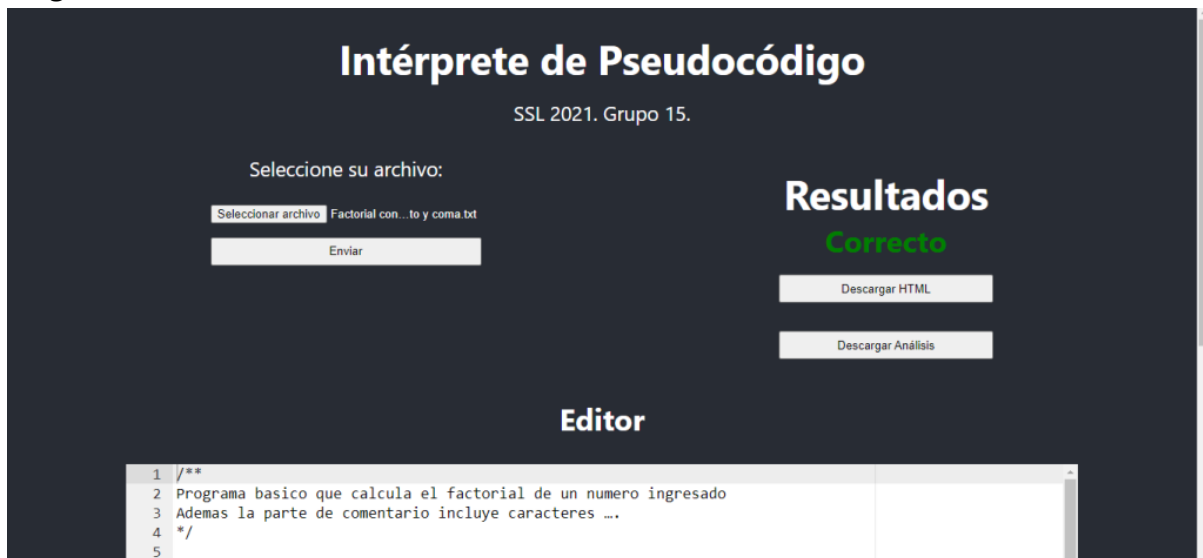 Intérprete de Pseudocódigo
SSL 2021. Grupo 15.
Seleccione su archivo:
Seleccionar archivo Factorial con...to y coma.txt
Enviar
Resultados
Correcto
Descargar HTML
Descargar Análisis
Editor
1 /**
2 Programa basico que calcula el factorial de un numero ingresado
3 Ademas la parte de comentario incluye caracteres ….
4 */
5